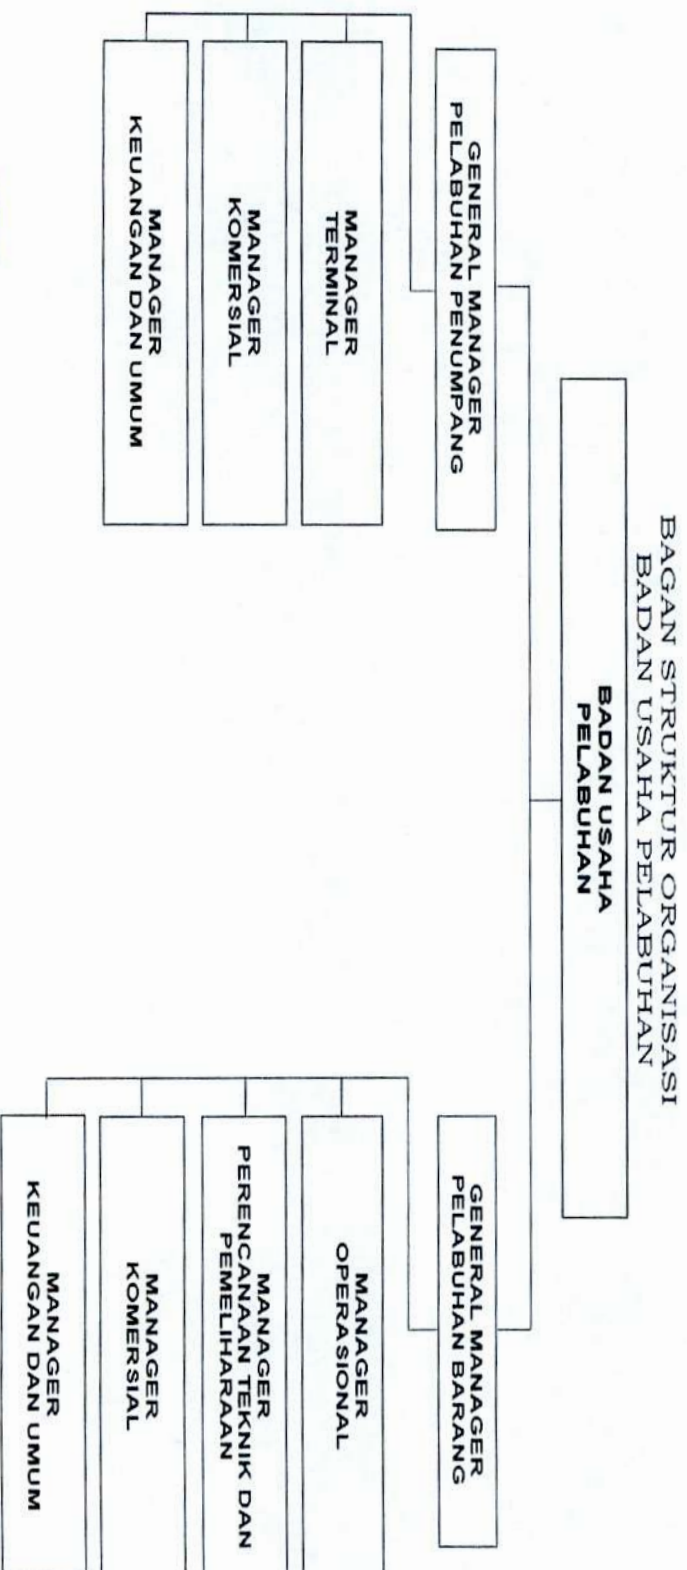 BAGAN STRUKTUR ORGANISASI
BADAN USAHA PELABUHAN
BADAN USAHA
PELABUHAN
GENERAL MANAGER
PELABUHAN PENUMPANG
MANAGER
TERMINAL
MANAGER
KOMERSIAL
MANAGER
KEUANGAN DAN UMUM
GENERAL MANAGER
PELABUHAN BARANG
MANAGER
OPERASIONAL
MANAGER
PERENCANAAN TEKNIK DAN
PEMELIHARAAN
MANAGER
KOMERSIAL
MANAGER
KEUANGAN DAN UMUM